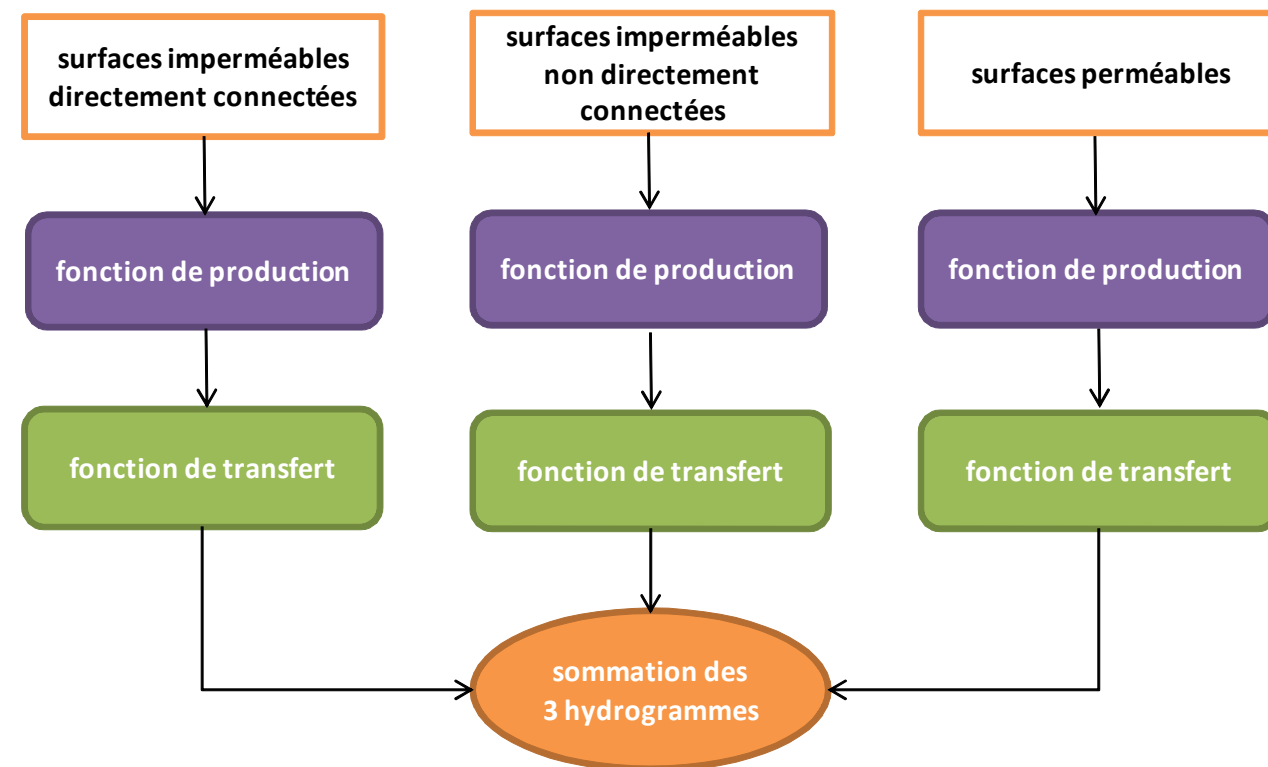 surfaces imperméables
directement connectées
surfaces imperméables
non directement
connectées
surfaces perméables
fonction de production
fonction de production
fonction de production
fonction de transfert
fonction de transfert
fonction de transfert
sommation des
3 hydrogrammes